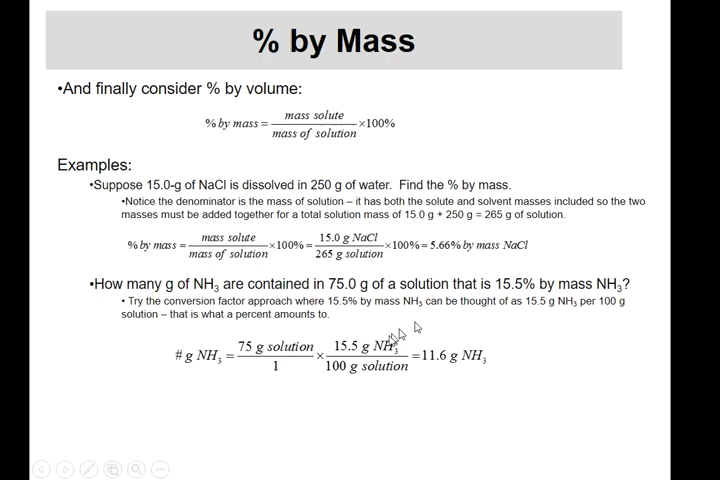 % by Mass
•And finally consider % by volume:
% by mass = mass solute / mass of solution ×100%
Examples:
•Suppose 15.0-g of NaCl is dissolved in 250 g of water. Find the % by mass.
•Notice the denominator is the mass of solution – it has both the solute and solvent masses included so the two
masses must be added together for a total solution mass of 15.0 g + 250 g = 265 g of solution.
% by mass = mass solute / mass of solution ×100% = 15.0 g NaCl / 265 g solution ×100% = 5.66% by mass NaCl
•How many g of NH₃ are contained in 75.0 g of a solution that is 15.5% by mass NH₃?
• Try the conversion factor approach where 15.5% by mass NH₃ can be thought of as 15.5 g NH₃ per 100 g
solution – that is what a percent amounts to.
# g NH₃ = 75 g solution / 1 × 15.5 g NH₃ / 100 g solution = 11.6 g NH₃